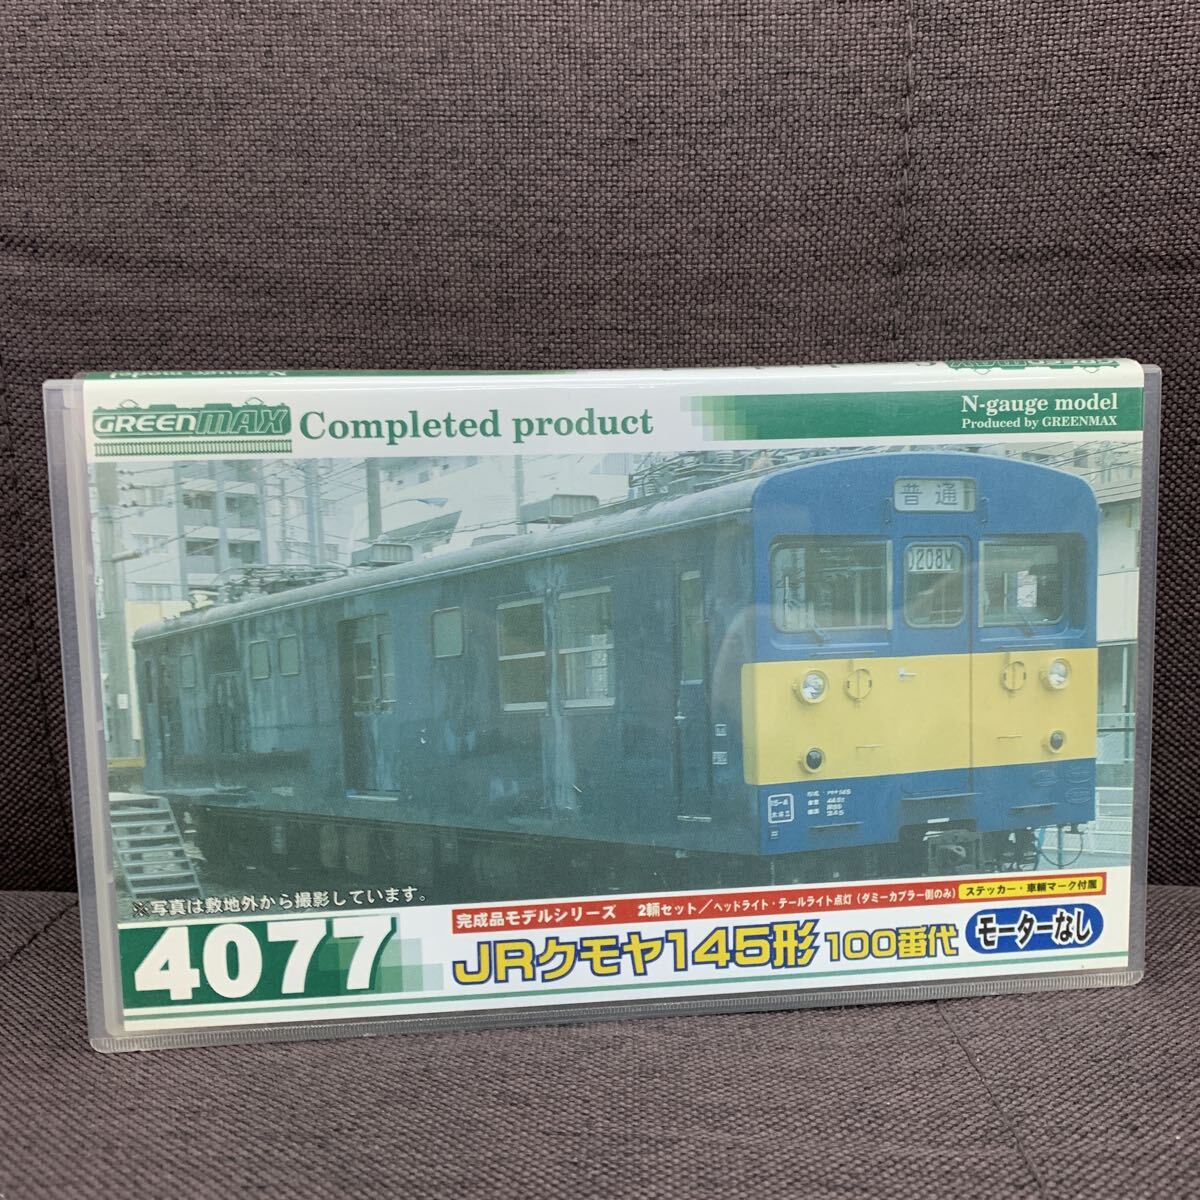 N-gauge model
GREENMAX
Completed product
N-gauge model
Produced by GREENMAX
普通
1208M
15-4
※写真は敷地外から撮影しています。
4077
完成品モデルシリーズ 2輛セット/ヘッドライト・テールライト点灯(ダミーカプラー側のみ)
ステッカー・車輛マーク付属
JRクモヤ145形 100番代
モーターなし